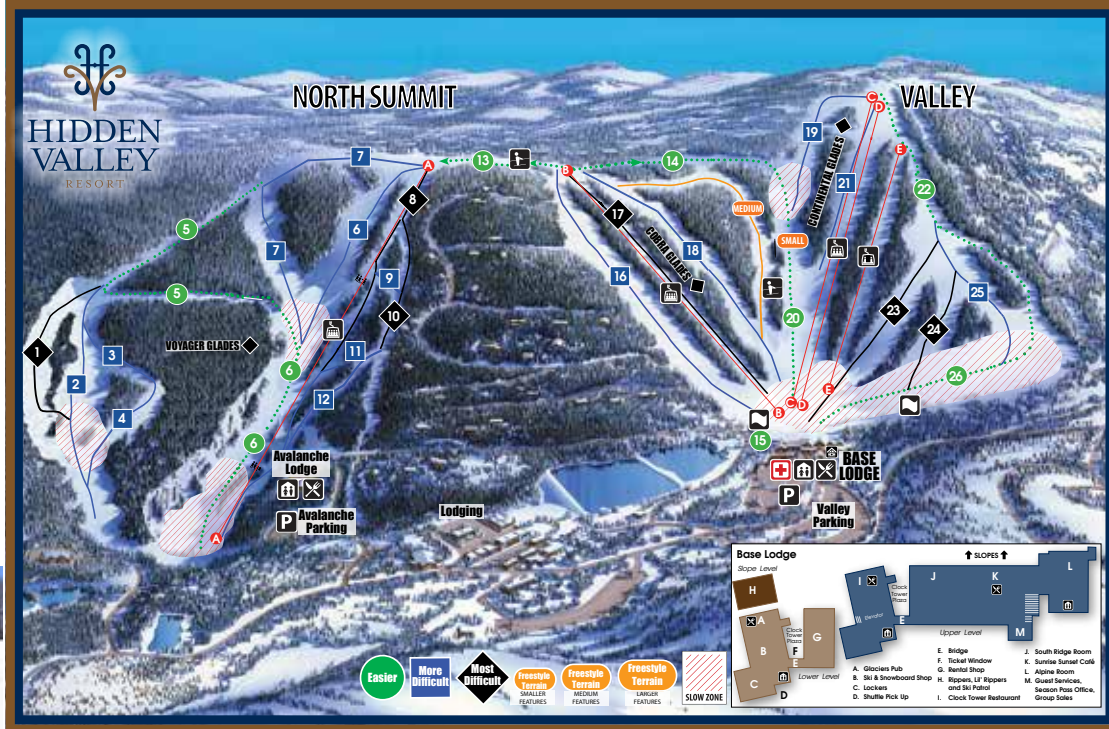 HIDDEN
VALLEY
RESORT
NORTH SUMMIT
VALLEY
A
13
B
14
C
D
19
E
CONTINENTAL GLADES
21
22
7
5
8
6
7
9
10
5
MEDIUM
SMALL
17
COBRA GLADES
18
16
20
23
24
25
26
1
2
3
4
VOYAGER GLADES
6
11
12
6
A
B
C
D
E
15
Avalanche
Lodge
P
Avalanche
Parking
Lodging
BASE
LODGE
P
Valley
Parking
Easier
More
Difficult
Most
Difficult
Freestyle
Terrain
SMALLER
FEATURES
Freestyle
Terrain
MEDIUM
FEATURES
Freestyle
Terrain
LARGER
FEATURES
SLOW ZONE
Base Lodge
Slope Level
SLOPES
H
A
B
C
D
Clock
Tower
Plaza
F
E
G
Lower Level
I
Elevator
Clock
Tower
Plaza
E
J
K
L
M
Upper Level
A. Glaciers Pub
B. Ski & Snowboard Shop
C. Lockers
D. Shuttle Pick Up
E. Bridge
F. Ticket Window
G. Rental Shop
H. Rippers, Lil' Rippers
and Ski Patrol
I. Clock Tower Restaurant
J. South Ridge Room
K. Sunrise Sunset Café
L. Alpine Room
M. Guest Services,
Season Pass Office,
Group Sales